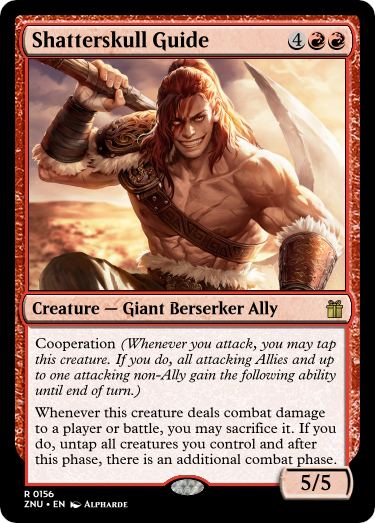 Shatterskull Guide 4
Creature — Giant Berserker Ally
Cooperation (Whenever you attack, you may tap
this creature. If you do, all attacking Allies and up
to one attacking non-Ally gain the following ability
until end of turn.)
Whenever this creature deals combat damage
to a player or battle, you may sacrifice it. If you
do, untap all creatures you control and after
this phase, there is an additional combat phase.
5/5
R 0156
ZNU • EN Alpharde